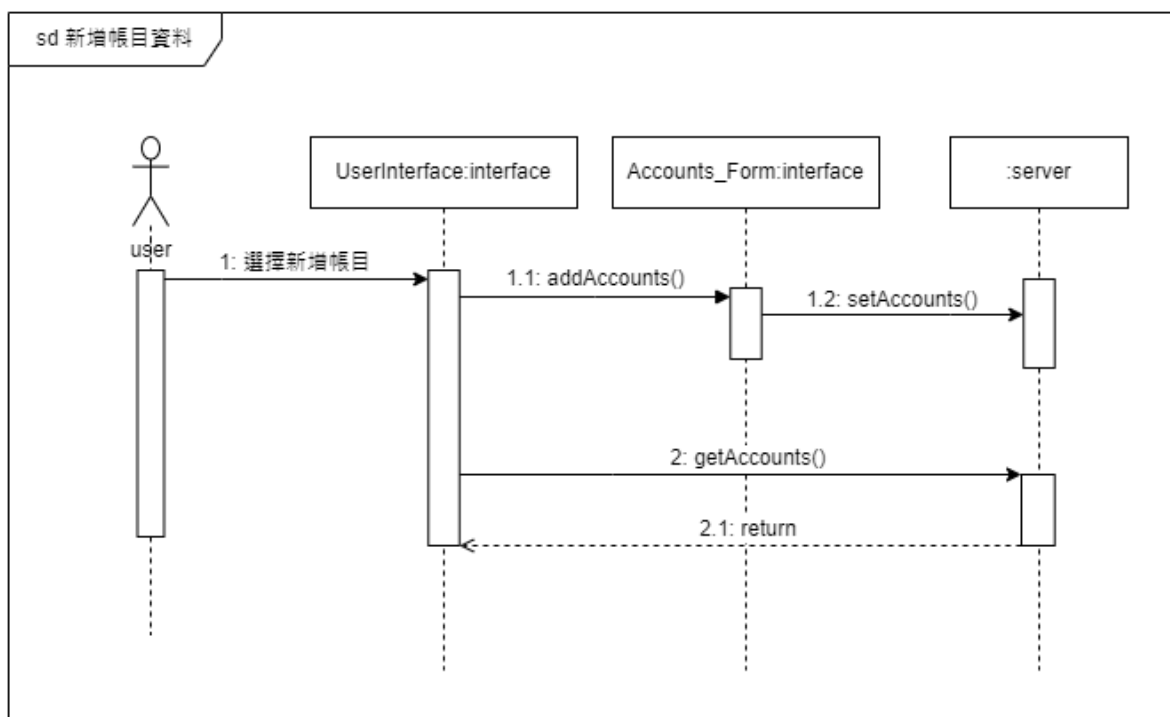 sd 新增帳目資料
UserInterface:interface
Accounts_Form:interface
:server
user
1: 選擇新增帳目
1.1: addAccounts()
1.2: setAccounts()
2: getAccounts()
2.1: return